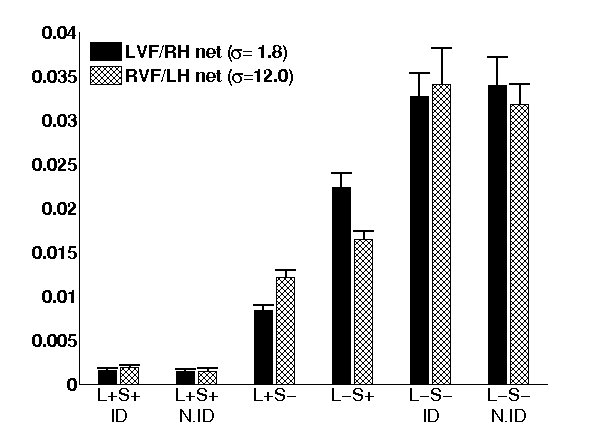 0.04
0.035
0.03
0.025
0.02
0.015
0.01
0.005
0
LVF/RH net (σ= 1.8)
RVF/LH net (σ=12.0)
L+S+ L+S+ L+S− L−S+ L−S− L−S−
ID N.ID ID N.ID